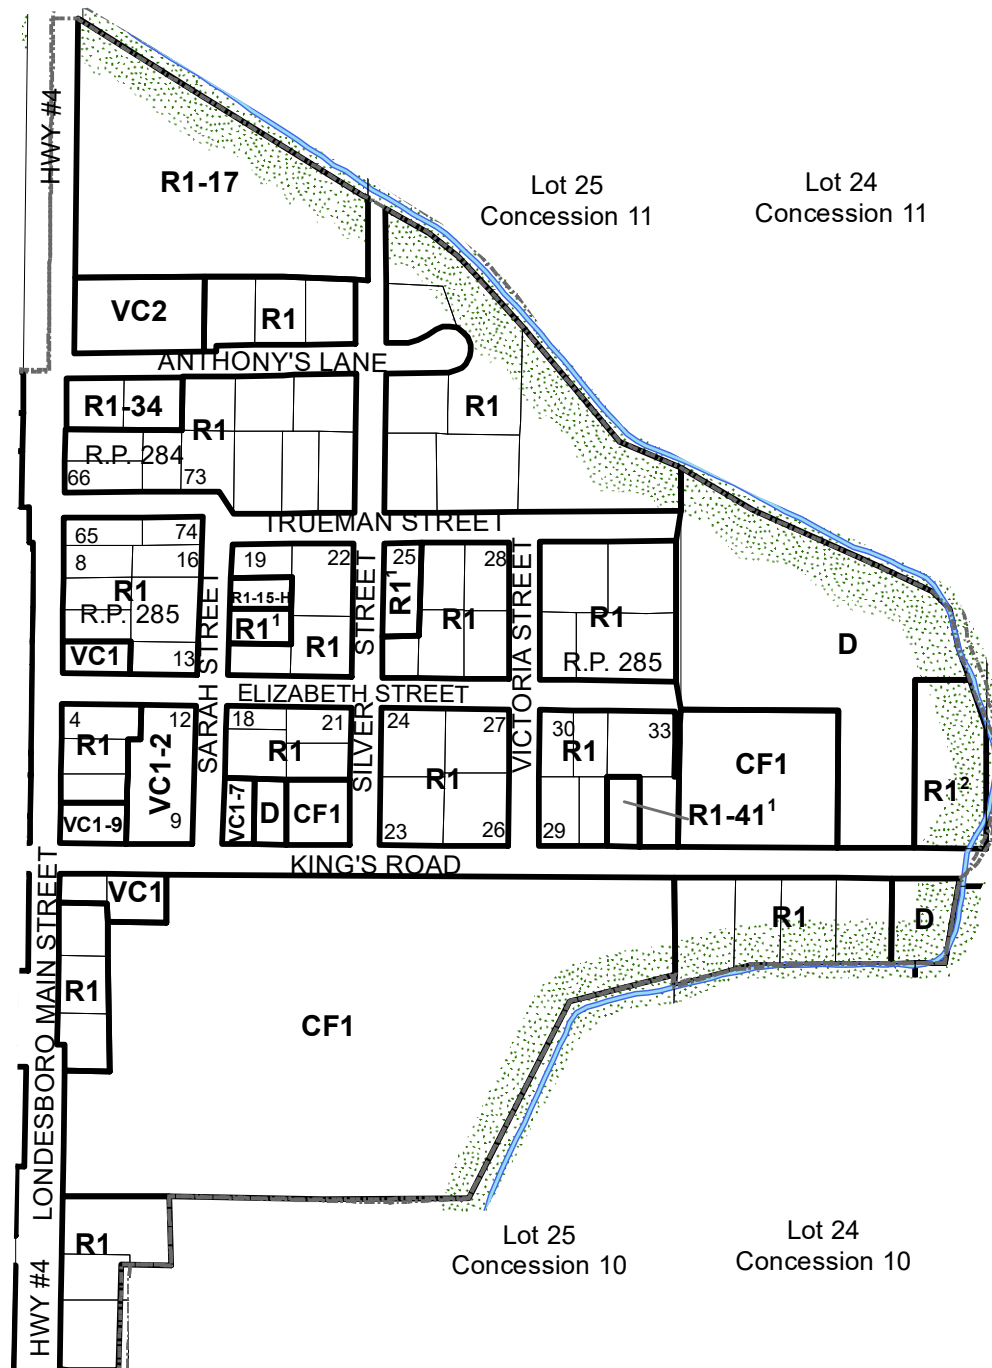 HWY #4
R1-17
Lot 25
Concession 11
Lot 24
Concession 11
VC2
R1
ANTHONY'S LANE
R1-34
R1
R1
R.P. 284
66
73
TRUEMAN STREET
65
74
8
16
R1
R.P. 285
VC1
13
SARAH STREET
19
22
R1-15-H
R1¹
R1
SILVER STREET
25
28
R1¹
R1
VICTORIA STREET
R1
R.P. 285
D
ELIZABETH STREET
4
12
R1
VC1-2
VC1-9
9
18
21
R1
VC1-7
D
CF1
24
27
R1
23
26
30
33
R1
29
R1-41¹
CF1
R1²
KING'S ROAD
VC1
R1
CF1
R1
D
LONDESBORO MAIN STREET
R1
HWY #4
Lot 25
Concession 10
Lot 24
Concession 10